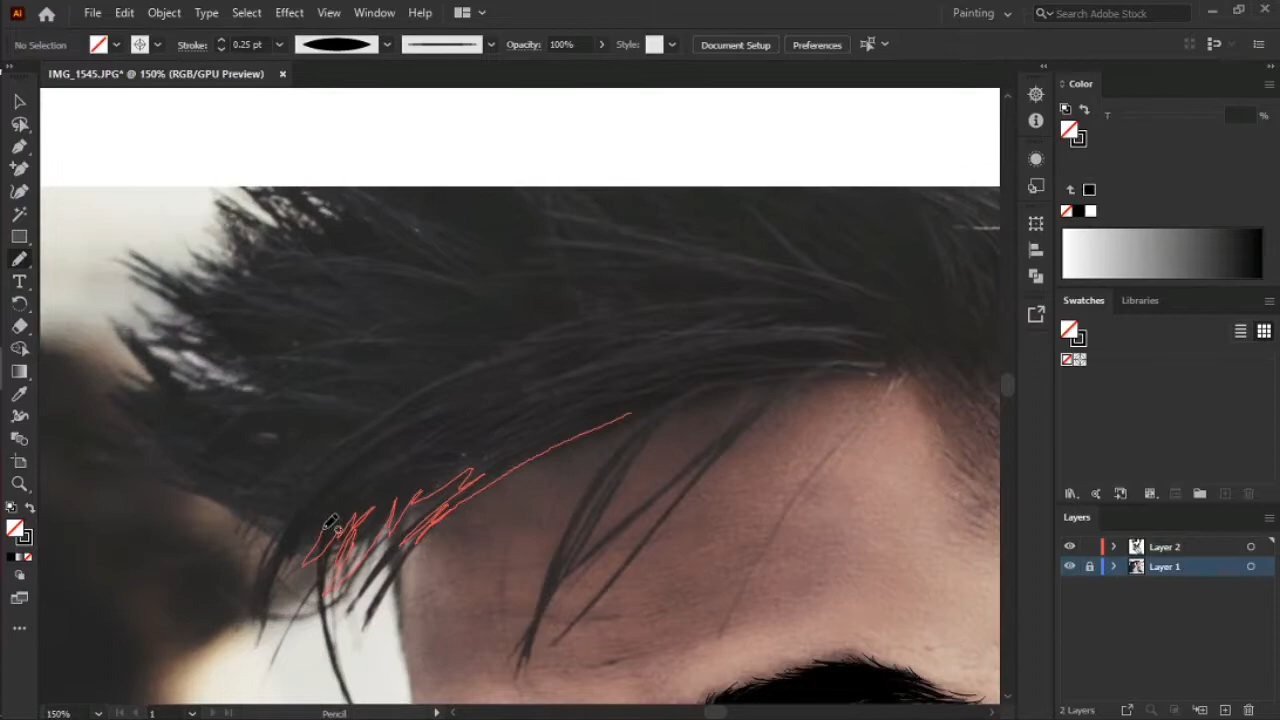 Ai File Edit Object Type Select Effect View Window Help Painting Search Adobe Stock
No Selection Stroke: 0.25 pt Opacity: 100% Style: Document Setup Preferences
IMG_1545.JPG* @ 150% (RGB/GPU Preview)
Color
T %
Swatches Libraries
Layers
Layer 2
Layer 1
2 Layers
150% 1 Pencil